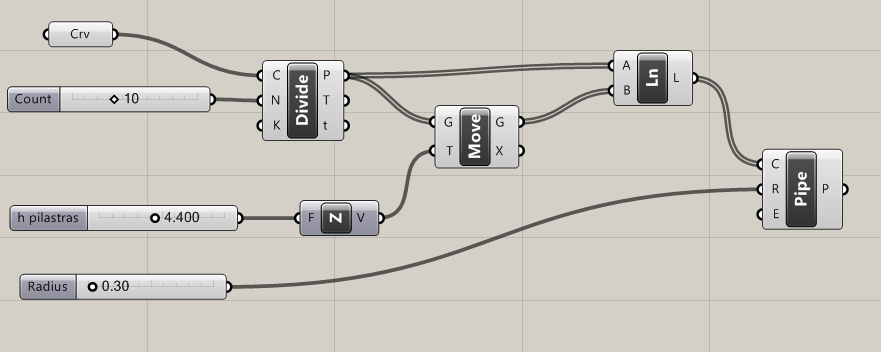 Crv
Count 10
C N K Divide P T t
G T Move G X
A B Ln L
h pilastras 4.400
F Z V
C R E Pipe P
Radius 0.30